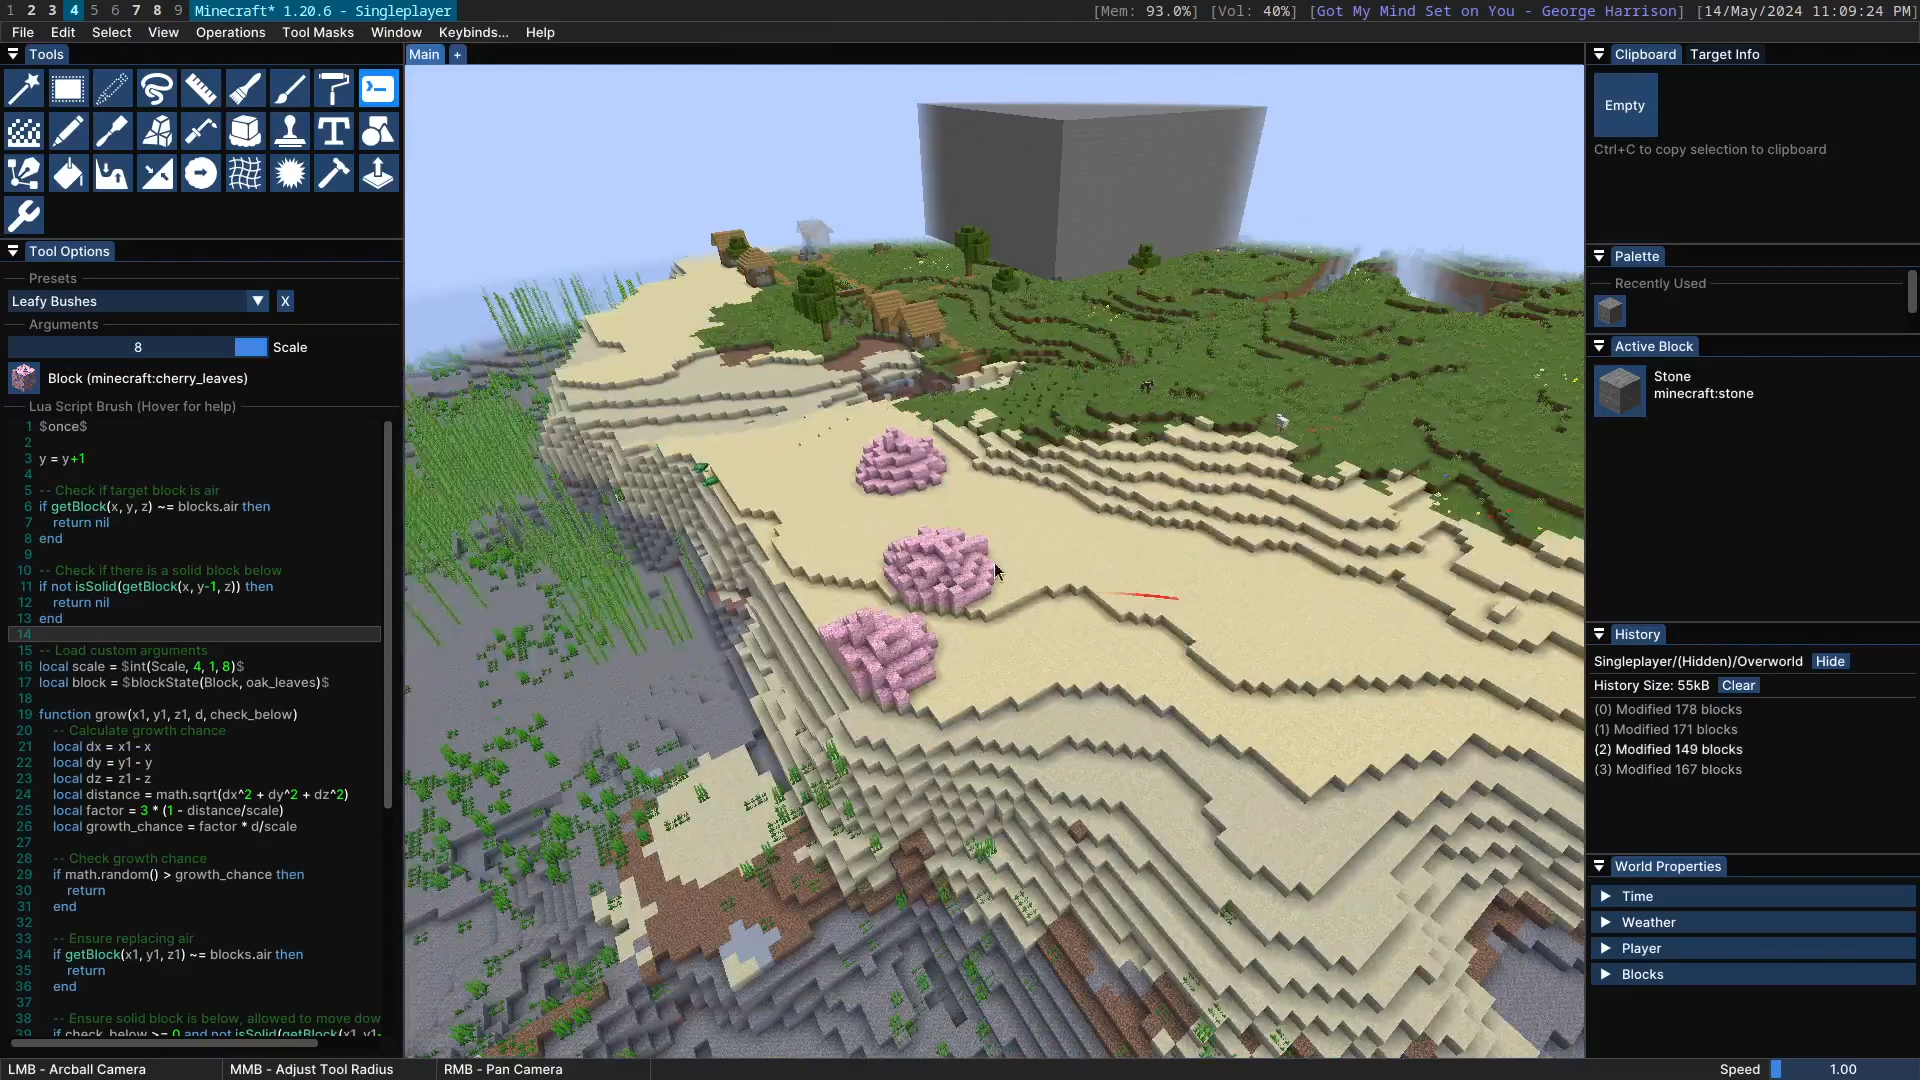 1 2 3 4 5 6 7 8 9 Minecraft* 1.20.6 - Singleplayer [Mem: 93.0%] [Vol: 40%] [Got My Mind Set on You - George Harrison] [14/May/2024 11:09:24 PM]
File Edit Select View Operations Tool Masks Window Keybinds... Help
Tools
Main +
Clipboard Target Info
Empty
Ctrl+C to copy selection to clipboard
Tool Options
Presets
Leafy Bushes X
Arguments
8 Scale
Block (minecraft:cherry_leaves)
Lua Script Brush (Hover for help)
1 $once$
2
3 y = y+1
4
5 -- Check if target block is air
6 if getBlock(x, y, z) ~= blocks.air then
7 return nil
8 end
9
10 -- Check if there is a solid block below
11 if not isSolid(getBlock(x, y-1, z)) then
12 return nil
13 end
14
15 -- Load custom arguments
16 local scale = $int(Scale, 4, 1, 8)$
17 local block = $blockState(Block, oak_leaves)$
18
19 function grow(x1, y1, z1, d, check_below)
20 -- Calculate growth chance
21 local dx = x1 - x
22 local dy = y1 - y
23 local dz = z1 - z
24 local distance = math.sqrt(dx^2 + dy^2 + dz^2)
25 local factor = 3 * (1 - distance/scale)
26 local growth_chance = factor * d/scale
27
28 -- Check growth chance
29 if math.random() > growth_chance then
30 return
31 end
32
33 -- Ensure replacing air
34 if getBlock(x1, y1, z1) ~= blocks.air then
35 return
36 end
37
38 -- Ensure solid block is below, allowed to move dow
39 if check_below >= 0 and not isSolid(getBlock(x1, y1-
Palette
Recently Used
Active Block
Stone
minecraft:stone
History
Singleplayer/(Hidden)/Overworld Hide
History Size: 55kB Clear
(0) Modified 178 blocks
(1) Modified 171 blocks
(2) Modified 149 blocks
(3) Modified 167 blocks
World Properties
Time
Weather
Player
Blocks
LMB - Arcball Camera MMB - Adjust Tool Radius RMB - Pan Camera Speed 1.00